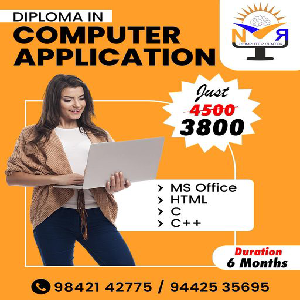 DIPLOMA IN
COMPUTER
APPLICATION
Just
4500
3800
MS Office
HTML
C
C++
Duration
6 Months
98421 42775 / 94425 35695